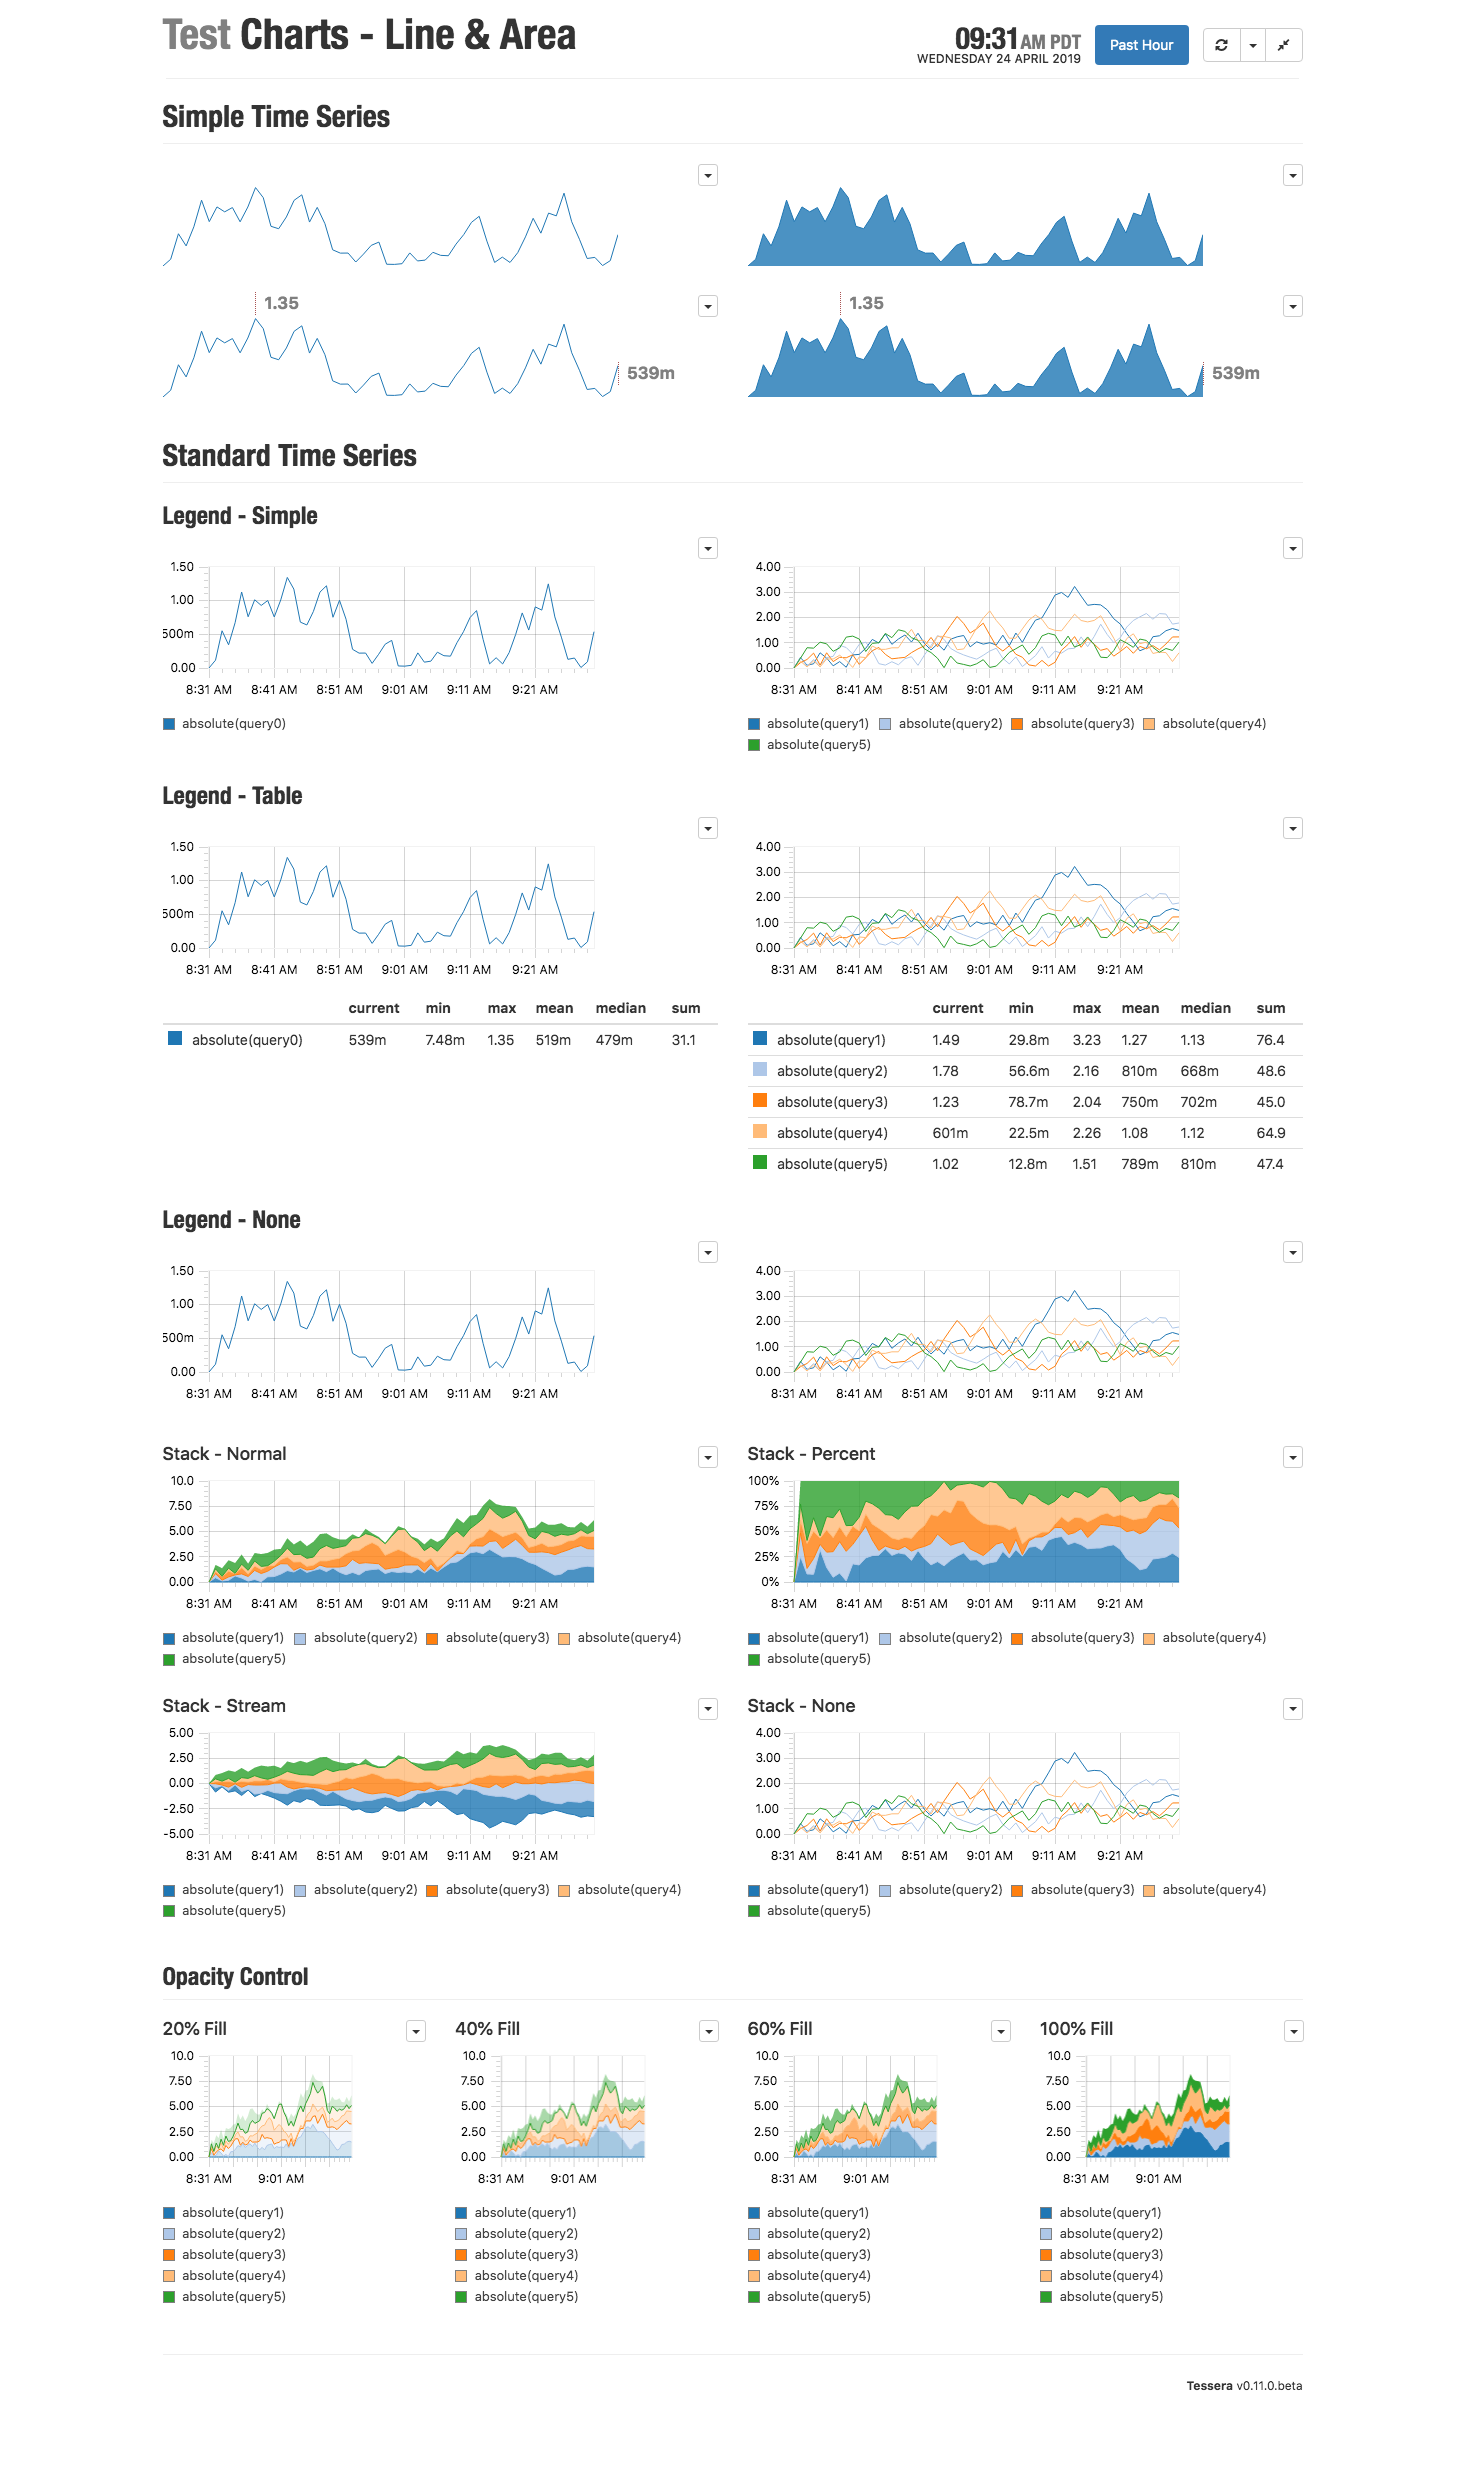 Test Charts - Line & Area
09:31 AM PDT
WEDNESDAY 24 APRIL 2019
Past Hour
Simple Time Series
1.35
539m
1.35
539m
Standard Time Series
Legend - Simple
1.50
1.00
500m
0.00
8:31 AM 8:41 AM 8:51 AM 9:01 AM 9:11 AM 9:21 AM
absolute(query0)
4.00
3.00
2.00
1.00
0.00
8:31 AM 8:41 AM 8:51 AM 9:01 AM 9:11 AM 9:21 AM
absolute(query1) absolute(query2) absolute(query3) absolute(query4)
absolute(query5)
Legend - Table
1.50
1.00
500m
0.00
8:31 AM 8:41 AM 8:51 AM 9:01 AM 9:11 AM 9:21 AM
current min max mean median sum
absolute(query0) 539m 7.48m 1.35 519m 479m 31.1
4.00
3.00
2.00
1.00
0.00
8:31 AM 8:41 AM 8:51 AM 9:01 AM 9:11 AM 9:21 AM
current min max mean median sum
absolute(query1) 1.49 29.8m 3.23 1.27 1.13 76.4
absolute(query2) 1.78 56.6m 2.16 810m 668m 48.6
absolute(query3) 1.23 78.7m 2.04 750m 702m 45.0
absolute(query4) 601m 22.5m 2.26 1.08 1.12 64.9
absolute(query5) 1.02 12.8m 1.51 789m 810m 47.4
Legend - None
1.50
1.00
500m
0.00
8:31 AM 8:41 AM 8:51 AM 9:01 AM 9:11 AM 9:21 AM
4.00
3.00
2.00
1.00
0.00
8:31 AM 8:41 AM 8:51 AM 9:01 AM 9:11 AM 9:21 AM
Stack - Normal
10.0
7.50
5.00
2.50
0.00
8:31 AM 8:41 AM 8:51 AM 9:01 AM 9:11 AM 9:21 AM
absolute(query1) absolute(query2) absolute(query3) absolute(query4)
absolute(query5)
Stack - Percent
100%
75%
50%
25%
0%
8:31 AM 8:41 AM 8:51 AM 9:01 AM 9:11 AM 9:21 AM
absolute(query1) absolute(query2) absolute(query3) absolute(query4)
absolute(query5)
Stack - Stream
5.00
2.50
0.00
-2.50
-5.00
8:31 AM 8:41 AM 8:51 AM 9:01 AM 9:11 AM 9:21 AM
absolute(query1) absolute(query2) absolute(query3) absolute(query4)
absolute(query5)
Stack - None
4.00
3.00
2.00
1.00
0.00
8:31 AM 8:41 AM 8:51 AM 9:01 AM 9:11 AM 9:21 AM
absolute(query1) absolute(query2) absolute(query3) absolute(query4)
absolute(query5)
Opacity Control
20% Fill
10.0
7.50
5.00
2.50
0.00
8:31 AM 9:01 AM
absolute(query1)
absolute(query2)
absolute(query3)
absolute(query4)
absolute(query5)
40% Fill
10.0
7.50
5.00
2.50
0.00
8:31 AM 9:01 AM
absolute(query1)
absolute(query2)
absolute(query3)
absolute(query4)
absolute(query5)
60% Fill
10.0
7.50
5.00
2.50
0.00
8:31 AM 9:01 AM
absolute(query1)
absolute(query2)
absolute(query3)
absolute(query4)
absolute(query5)
100% Fill
10.0
7.50
5.00
2.50
0.00
8:31 AM 9:01 AM
absolute(query1)
absolute(query2)
absolute(query3)
absolute(query4)
absolute(query5)
Tessera v0.11.0.beta